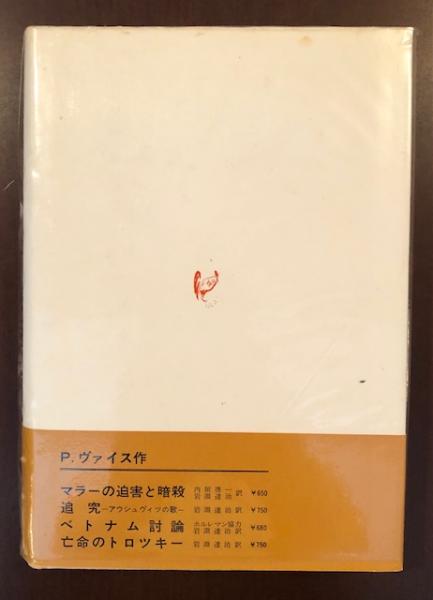 P.ヴァイス作
マラーの迫害と暗殺 内垣啓一 岩淵達治 訳 ¥650
追究 —アウシュヴィツの歌— 岩淵達治訳 ¥750
ベトナム討論 ホルレマン協力 岩淵達治訳 ¥680
亡命のトロツキー 岩淵達治訳 ¥750